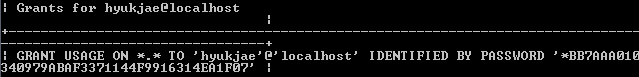 ¦ Grants for hyukjae@localhost
¦
+-------------------------------------------------------------------------------
---------------------------------+
¦ GRANT USAGE ON *.* TO 'hyukjae'@'localhost' IDENTIFIED BY PASSWORD '*BB7AAA010
340979ABAF3371144F9916314EA1F07' ¦